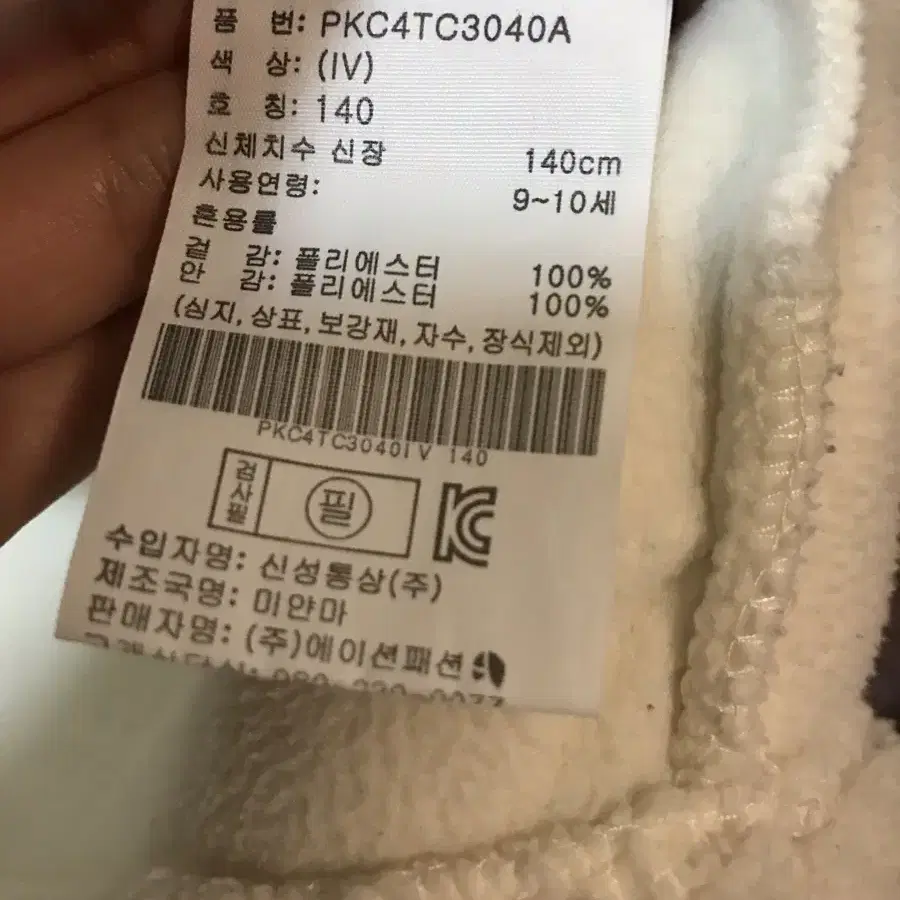 품 번: PKC4TC3040A
색 상: (IV)
호 칭: 140
신체치수 신장 140cm
사용연령: 9~10세
혼용률
겉 감: 폴리에스터 100%
안 감: 폴리에스터 100%
(심지, 상표, 보강재, 자수, 장식제외)
PKC4TC3040IV 140
검사필 필
수입자명: 신성통상(주)
제조국명: 미얀마
판매자명: (주)에이션패션